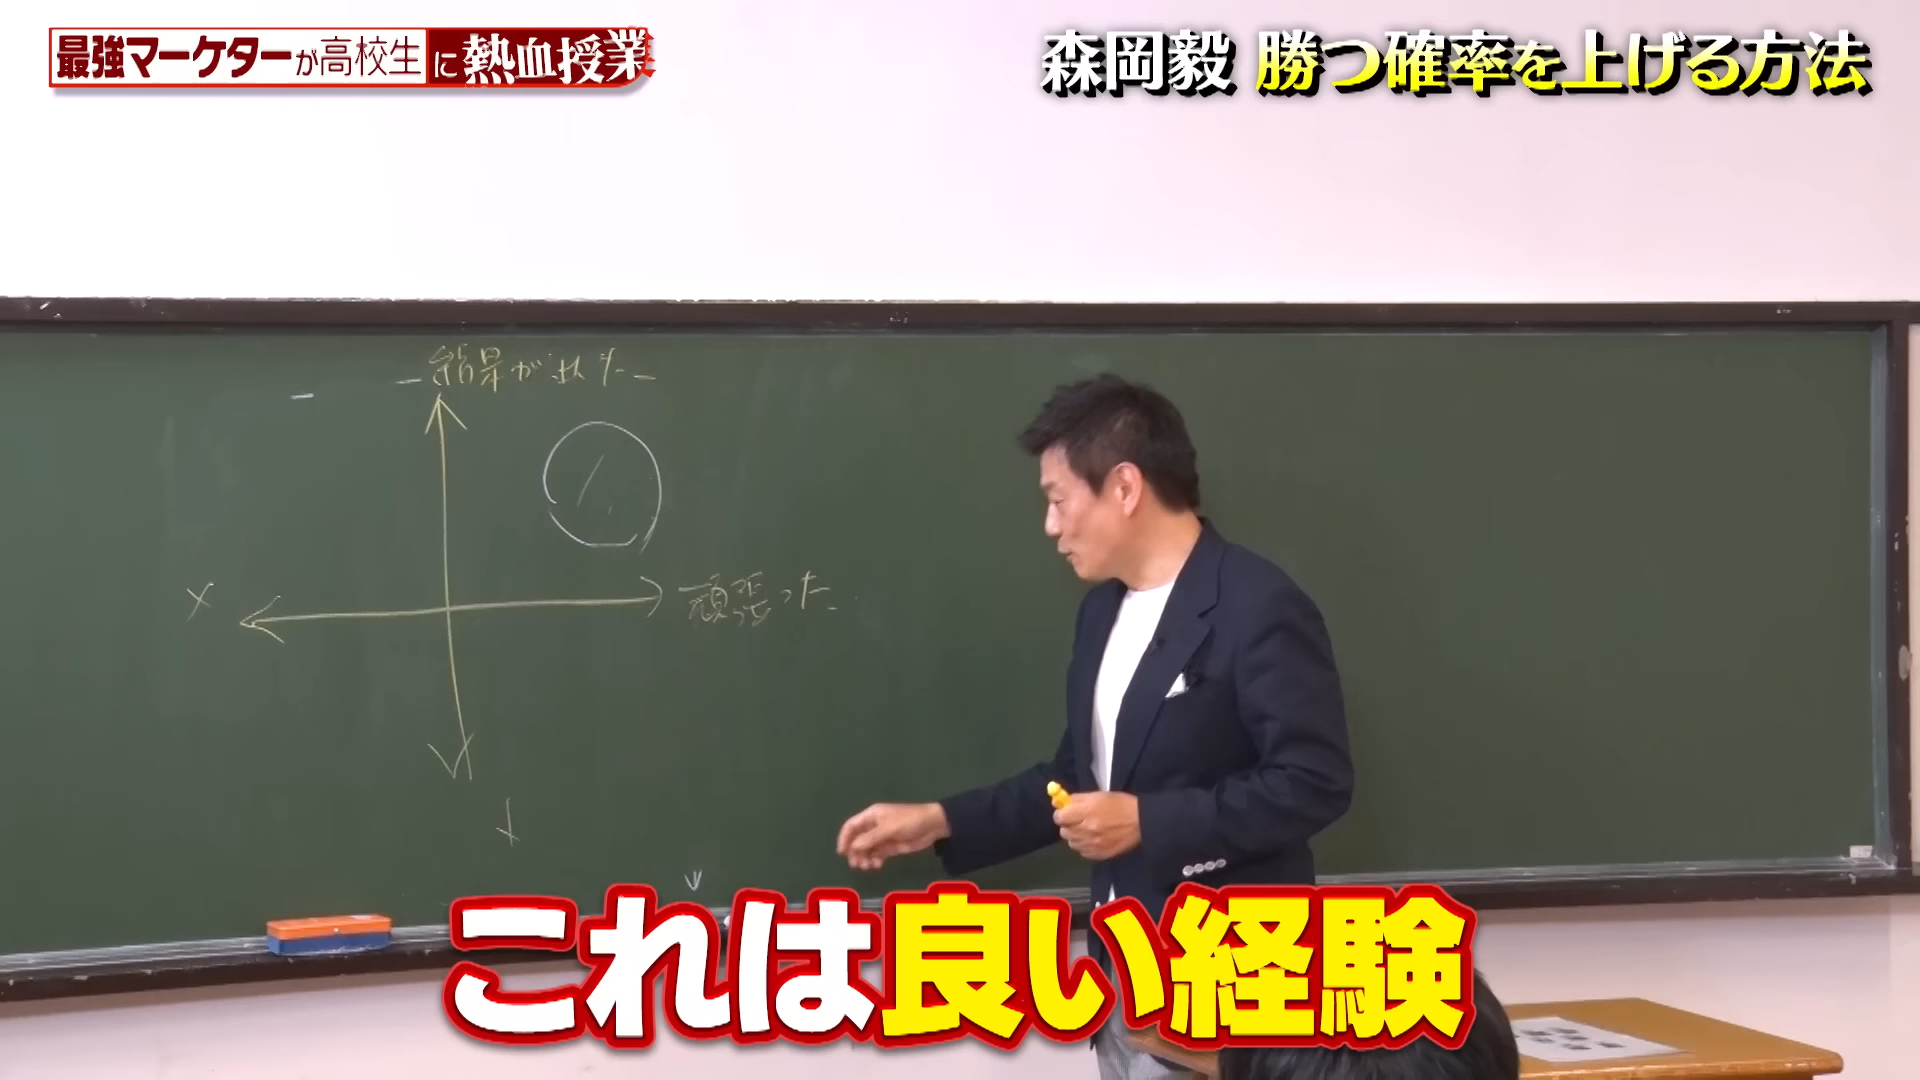 最強マーケターが高校生に熱血授業
森岡毅 勝つ確率を上げる方法
結果が出た
頑張った
×
これは良い経験